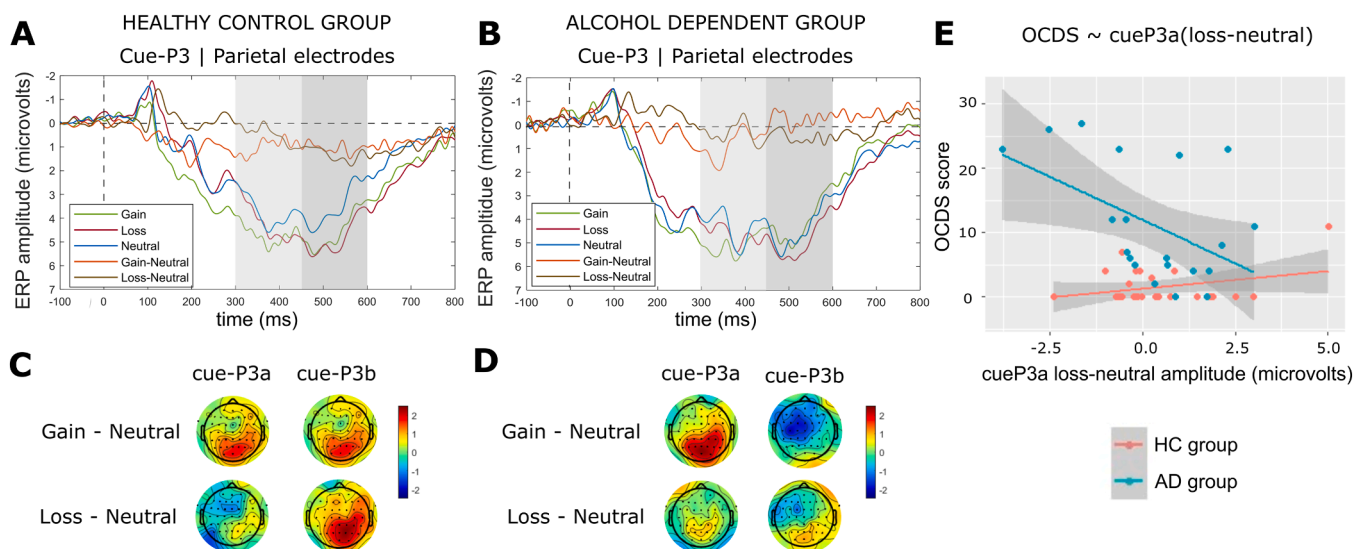 A
HEALTHY CONTROL GROUP
Cue-P3 | Parietal electrodes
ERP amplitude (microvolts)
-2
-1
0
1
2
3
4
5
6
7
Gain
Loss
Neutral
Gain-Neutral
Loss-Neutral
-100 0 100 200 300 400 500 600 700 800
time (ms)
B
ALCOHOL DEPENDENT GROUP
Cue-P3 | Parietal electrodes
ERP ampltidue (microvolts)
-2
-1
0
1
2
3
4
5
6
7
Gain
Loss
Neutral
Gain-Neutral
Loss-Neutral
-100 0 100 200 300 400 500 600 700 800
time (ms)
E
OCDS ~ cueP3a(loss-neutral)
OCDS score
30
20
10
0
-2.5 0.0 2.5 5.0
cueP3a loss-neutral amplitude (microvolts)
HC group
AD group
C
cue-P3a cue-P3b
Gain - Neutral
Loss - Neutral
2
1
0
-1
-2
D
cue-P3a cue-P3b
Gain - Neutral
Loss - Neutral
2
1
0
-1
-2